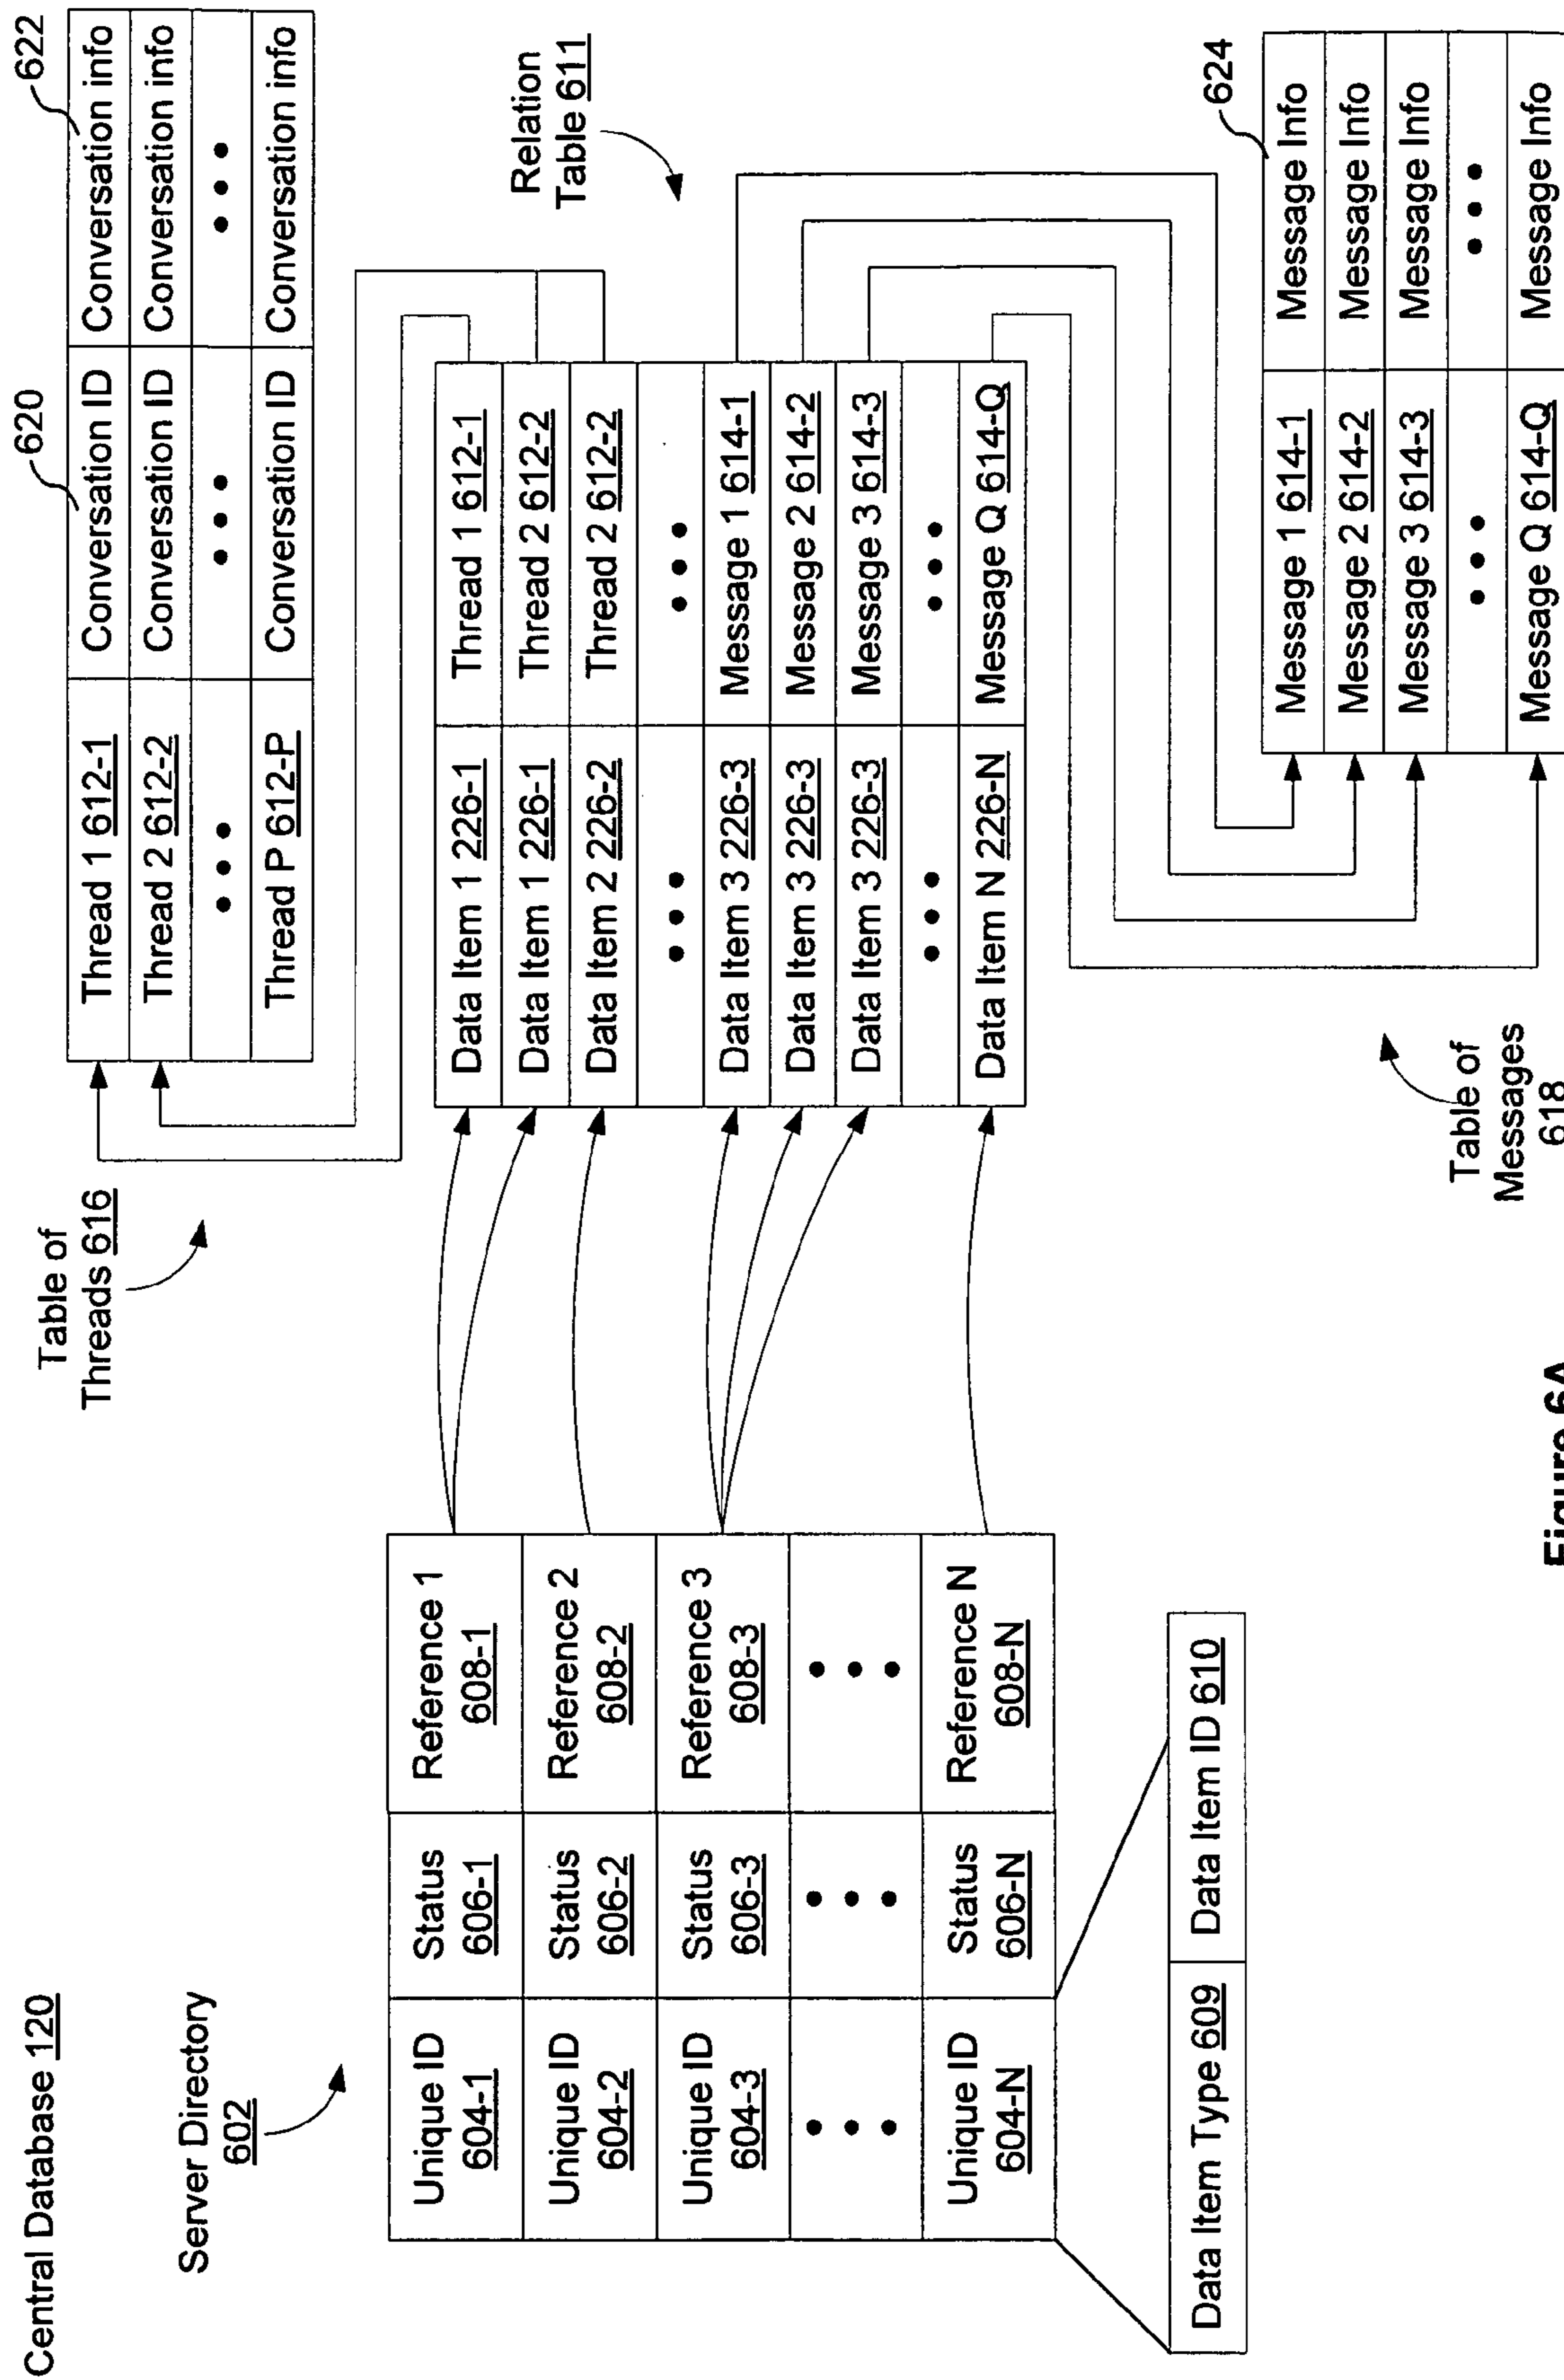 Central Database 120
Server Directory
602
Unique ID
604-1
Status
606-1
Reference 1
608-1
Unique ID
604-2
Status
606-2
Reference 2
608-2
Unique ID
604-3
Status
606-3
Reference 3
608-3
Unique ID
604-N
Status
606-N
Reference N
608-N
Data Item Type 609
Data Item ID 610
Table of
Threads 616
620
622
Thread 1 612-1
Conversation ID
Conversation info
Thread 2 612-2
Conversation ID
Conversation info
Thread P 612-P
Conversation ID
Conversation info
Relation
Table 611
Data Item 1 226-1
Thread 1 612-1
Data Item 1 226-1
Thread 2 612-2
Data Item 2 226-2
Thread 2 612-2
Data Item 3 226-3
Message 1 614-1
Data Item 3 226-3
Message 2 614-2
Data Item 3 226-3
Message 3 614-3
Data Item N 226-N
Message Q 614-Q
624
Message 1 614-1
Message Info
Message 2 614-2
Message Info
Message 3 614-3
Message Info
Message Q 614-Q
Message Info
Table of
Messages
618
Figure 6A